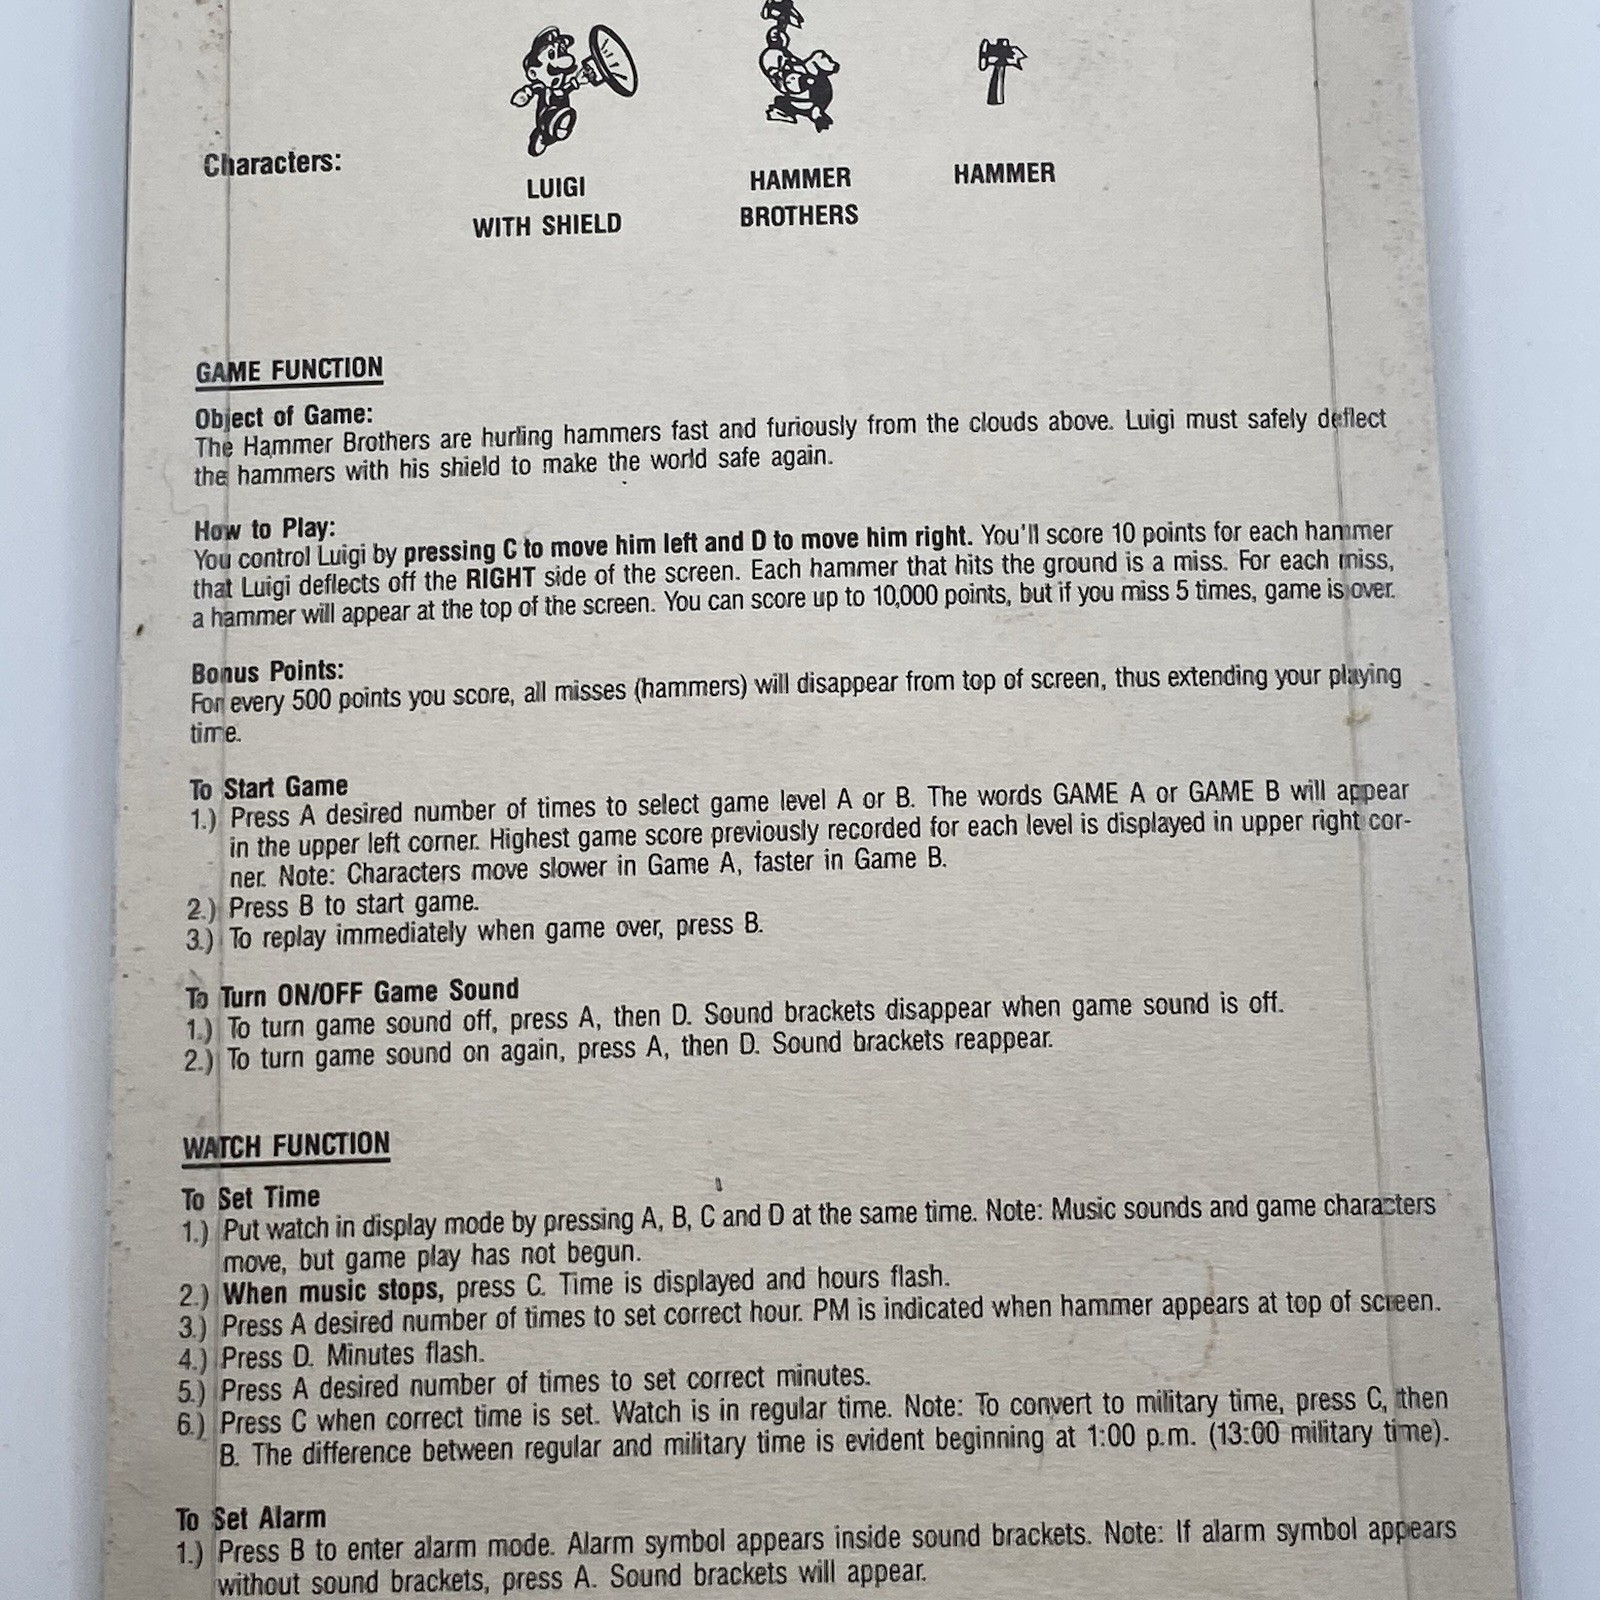 Characters:
LUIGI
WITH SHIELD
HAMMER
BROTHERS
HAMMER
GAME FUNCTION
Object of Game:
The Hammer Brothers are hurling hammers fast and furiously from the clouds above. Luigi must safely deflect
the hammers with his shield to make the world safe again.
How to Play:
You control Luigi by pressing C to move him left and D to move him right. You'll score 10 points for each hammer
that Luigi deflects off the RIGHT side of the screen. Each hammer that hits the ground is a miss. For each miss,
a hammer will appear at the top of the screen. You can score up to 10,000 points, but if you miss 5 times, game is over.
Bonus Points:
For every 500 points you score, all misses (hammers) will disappear from top of screen, thus extending your playing
time.
To Start Game
1.) Press A desired number of times to select game level A or B. The words GAME A or GAME B will appear
in the upper left corner. Highest game score previously recorded for each level is displayed in upper right cor-
ner. Note: Characters move slower in Game A, faster in Game B.
2.) Press B to start game.
3.) To replay immediately when game over, press B.
To Turn ON/OFF Game Sound
1.) To turn game sound off, press A, then D. Sound brackets disappear when game sound is off.
2.) To turn game sound on again, press A, then D. Sound brackets reappear.
WATCH FUNCTION
To Set Time
1.) Put watch in display mode by pressing A, B, C and D at the same time. Note: Music sounds and game characters
move, but game play has not begun.
2.) When music stops, press C. Time is displayed and hours flash.
3.) Press A desired number of times to set correct hour. PM is indicated when hammer appears at top of screen.
4.) Press D. Minutes flash.
5.) Press A desired number of times to set correct minutes.
6.) Press C when correct time is set. Watch is in regular time. Note: To convert to military time, press C, then
B. The difference between regular and military time is evident beginning at 1:00 p.m. (13:00 military time).
To Set Alarm
1.) Press B to enter alarm mode. Alarm symbol appears inside sound brackets. Note: If alarm symbol appears
without sound brackets, press A. Sound brackets will appear.